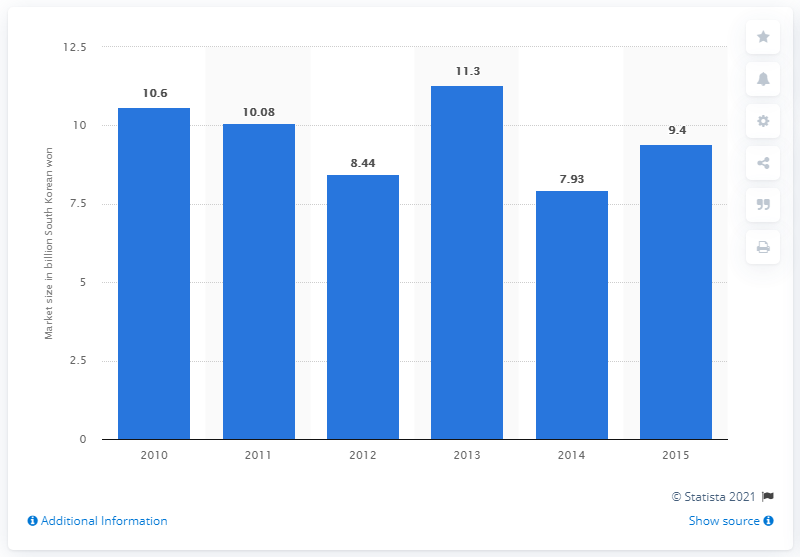 12.5
10
7.5
5
2.5
0
Market size in billion South Korean won
10.6
10.08
8.44
11.3
7.93
9.4
2010 2011 2012 2013 2014 2015
© Statista 2021
Additional Information
Show source